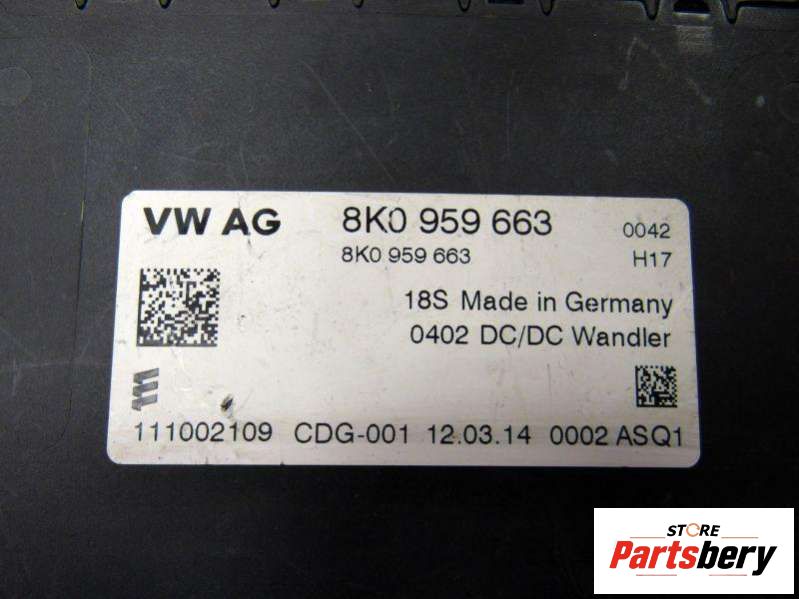 VW AG 8K0 959 663 0042
8K0 959 663 H17
18S Made in Germany
0402 DC/DC Wandler
111002109 CDG-001 12.03.14 0002 ASQ1
STORE
Partsbery